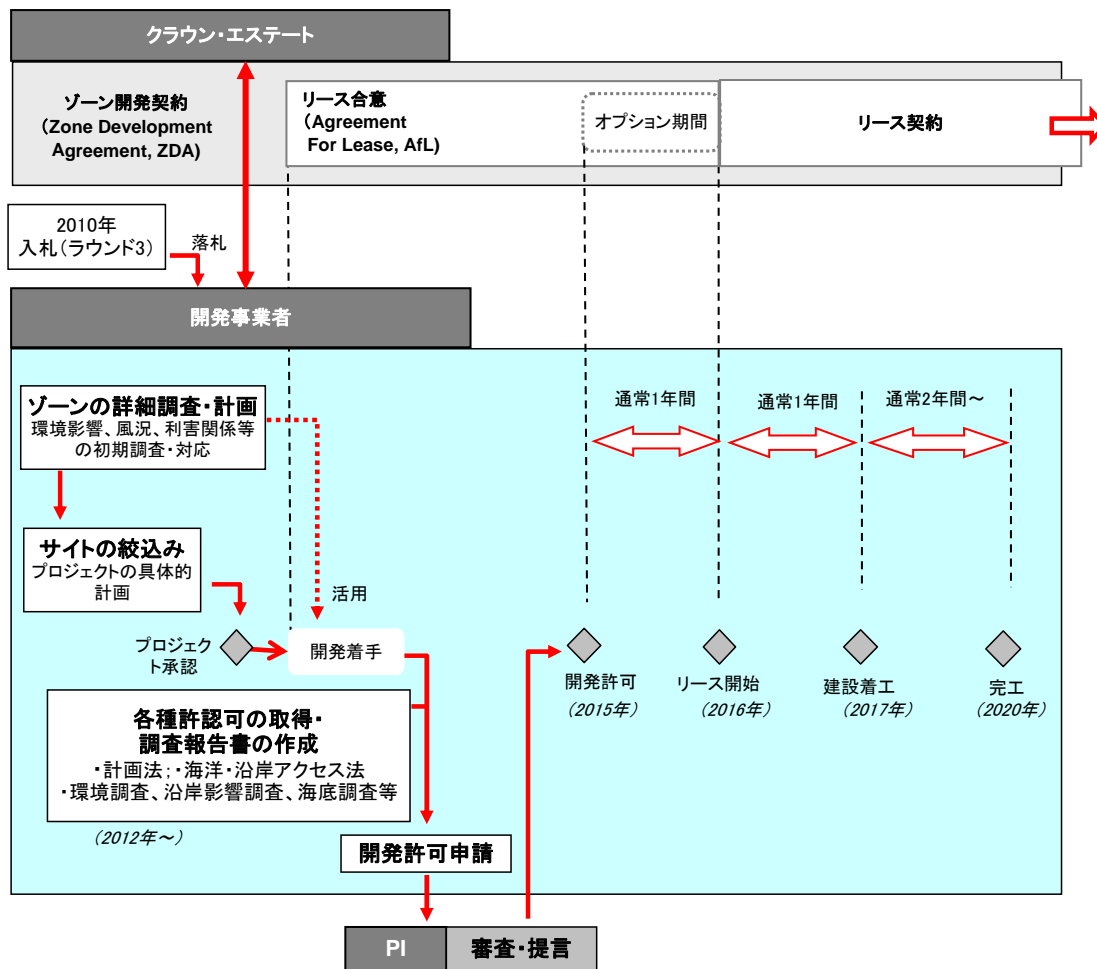 クラウン・エステート
ゾーン開発契約
(Zone Development
Agreement, ZDA)
リース合意
(Agreement
For Lease, AfL)
オプション期間
リース契約
2010年
入札(ラウンド3)
落札
開発事業者
ゾーンの詳細調査・計画
環境影響、風況、利害関係等
の初期調査・対応
通常1年間
通常1年間
通常2年間～
サイトの絞込み
プロジェクトの具体的
計画
活用
プロジェク
ト承認
開発着手
開発許可
(2015年)
リース開始
(2016年)
建設着工
(2017年)
完工
(2020年)
各種許認可の取得・
調査報告書の作成
・計画法;・海洋・沿岸アクセス法
・環境調査、沿岸影響調査、海底調査等
(2012年～)
開発許可申請
PI
審査・提言